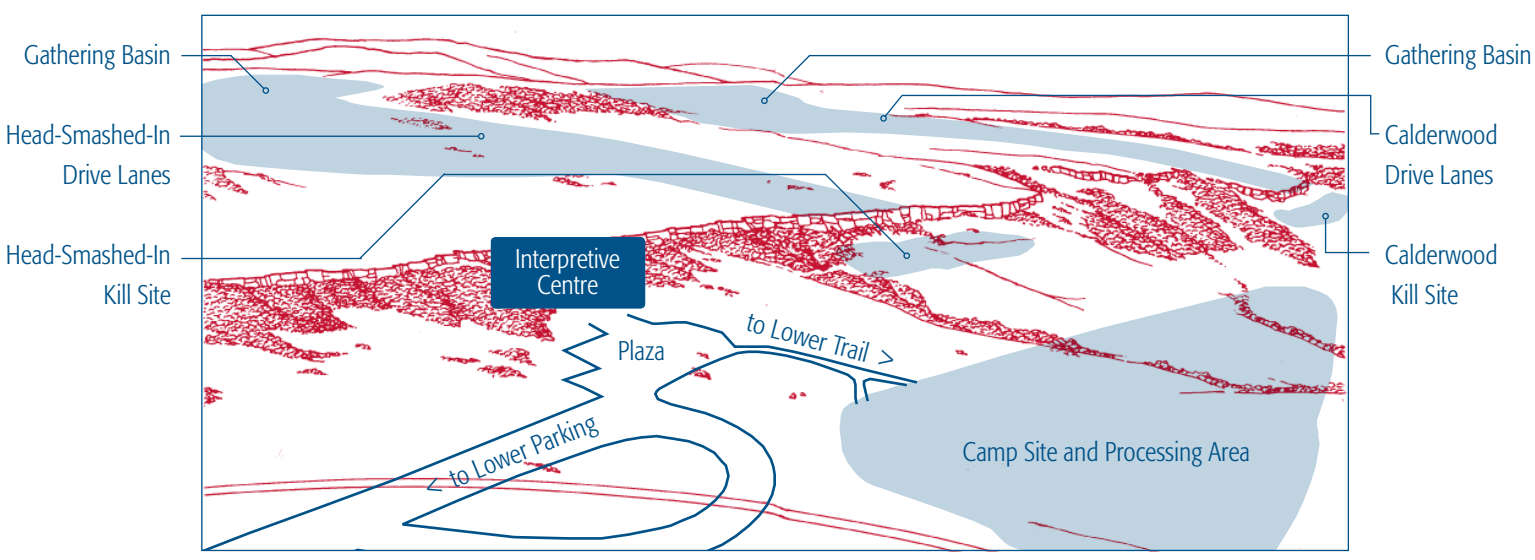 Gathering Basin
Head-Smashed-In
Drive Lanes
Head-Smashed-In
Kill Site
Gathering Basin
Calderwood
Drive Lanes
Calderwood
Kill Site
Interpretive
Centre
Plaza
to Lower Trail >
< to Lower Parking
Camp Site and Processing Area